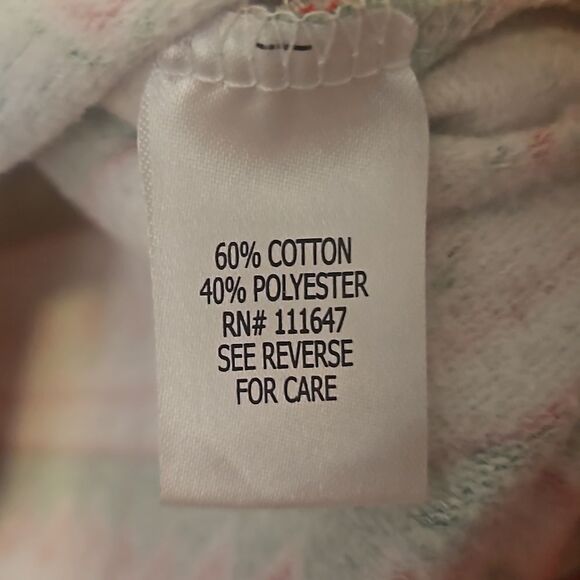 60% COTTON
40% POLYESTER
RN# 111647
SEE REVERSE
FOR CARE